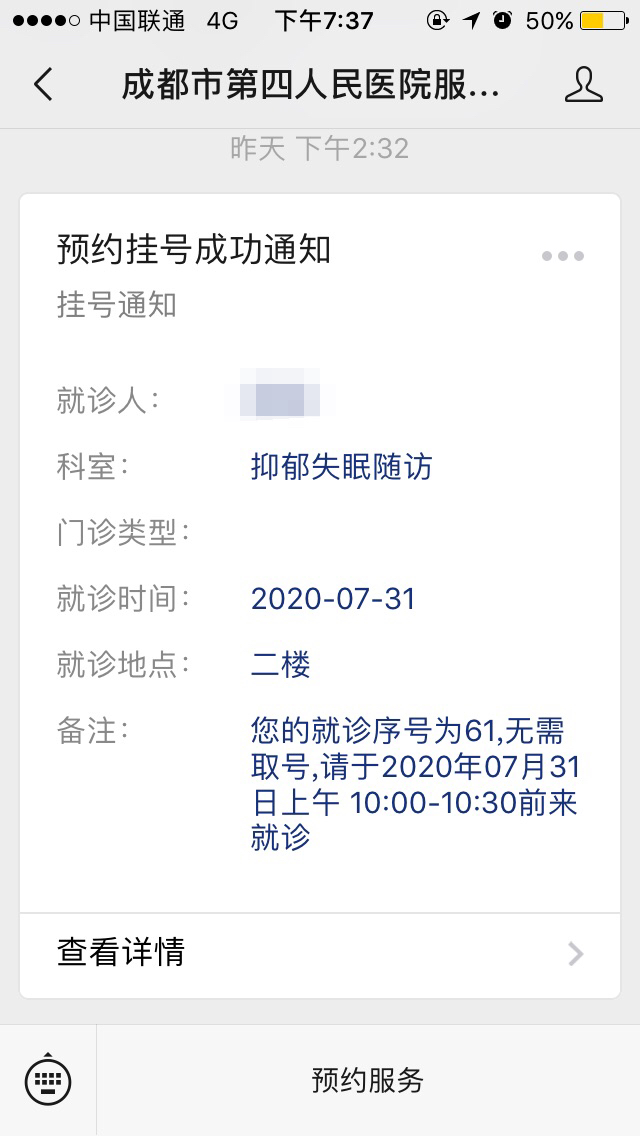 中国联通 4G 下午7:37 50%
成都市第四人民医院服...
昨天 下午2:32
预约挂号成功通知
挂号通知
就诊人：
科室： 抑郁失眠随访
门诊类型：
就诊时间： 2020-07-31
就诊地点： 二楼
备注： 您的就诊序号为61,无需
取号,请于2020年07月31
日上午 10:00-10:30前来
就诊
查看详情
预约服务